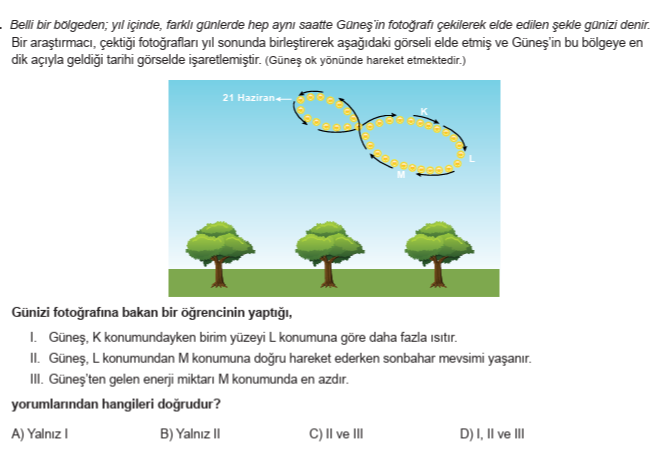 . Belli bir bölgeden; yıl içinde, farklı günlerde hep aynı saatte Güneş'in fotoğrafı çekilerek elde edilen şekle günizi denir.
Bir araştırmacı, çektiği fotoğrafları yıl sonunda birleştirerek aşağıdaki görseli elde etmiş ve Güneş'in bu bölgeye en
dik açıyla geldiği tarihi görselde işaretlemiştir. (Güneş ok yönünde hareket etmektedir.)
21 Haziran
K
L
M
Günizi fotoğrafına bakan bir öğrencinin yaptığı,
I. Güneş, K konumundayken birim yüzeyi L konumuna göre daha fazla ısıtır.
II. Güneş, L konumundan M konumuna doğru hareket ederken sonbahar mevsimi yaşanır.
III. Güneş'ten gelen enerji miktarı M konumunda en azdır.
yorumlarından hangileri doğrudur?
A) Yalnız I B) Yalnız II C) II ve III D) I, II ve III